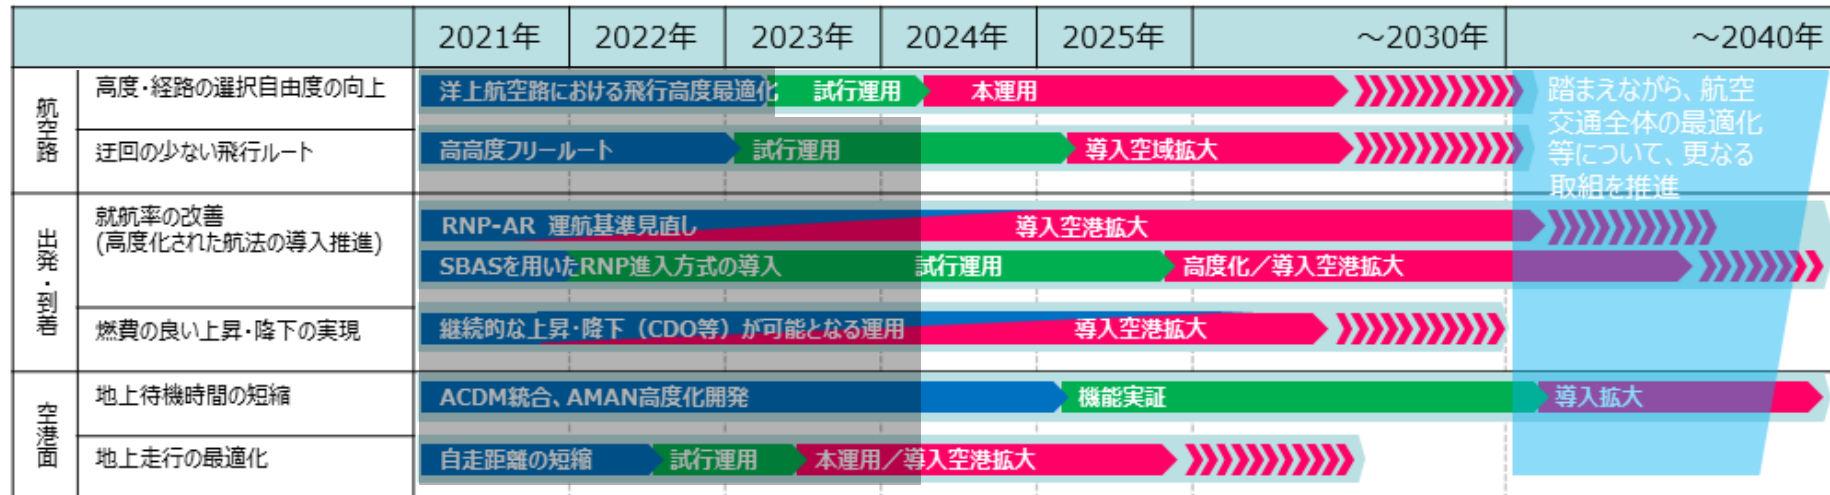 2021年 2022年 2023年 2024年 2025年 ～2030年 ～2040年
航空路
高度・経路の選択自由度の向上
洋上航空路における飛行高度最適化 試行運用 本運用
迂回の少ない飛行ルート
高高度フリールート 試行運用 導入空域拡大
踏まえながら、航空
交通全体の最適化
等について、更なる
取組を推進
出発・到着
就航率の改善
(高度化された航法の導入推進)
RNP-AR 運航基準見直し 導入空港拡大
SBASを用いたRNP進入方式の導入 試行運用 高度化／導入空港拡大
燃費の良い上昇・降下の実現
継続的な上昇・降下（CDO等）が可能となる運用 導入空港拡大
空港面
地上待機時間の短縮
ACDM統合、AMAN高度化開発 機能実証 導入拡大
地上走行の最適化
自走距離の短縮 試行運用 本運用／導入空港拡大